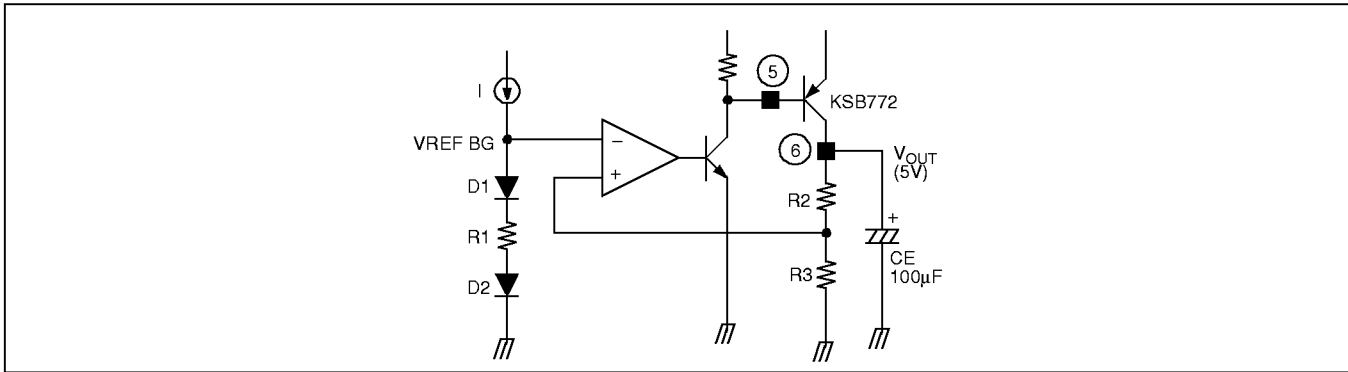 5
KSB772
I
VREF BG
−
+
6
VOUT
(5V)
D1
R2
R1
+
CE
100µF
D2
R3